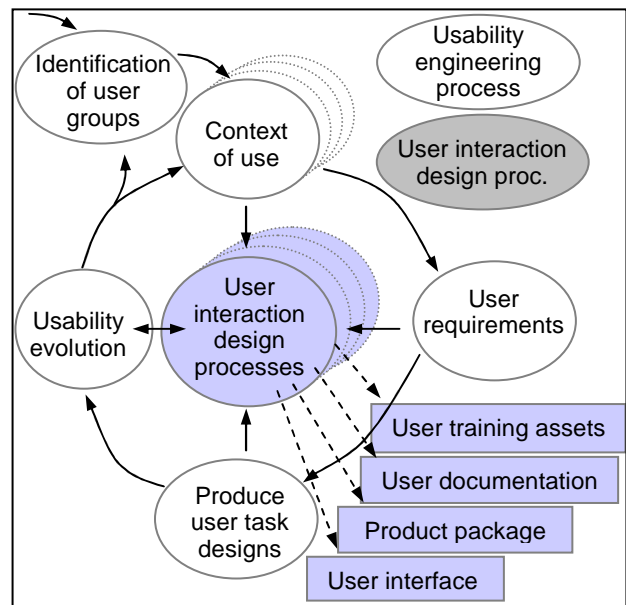 Identification
of user
groups
Usability
engineering
process
Context
of use
User interaction
design proc.
User
interaction
design
processes
Usability
evolution
User
requirements
Produce
user task
designs
User training assets
User documentation
Product package
User interface